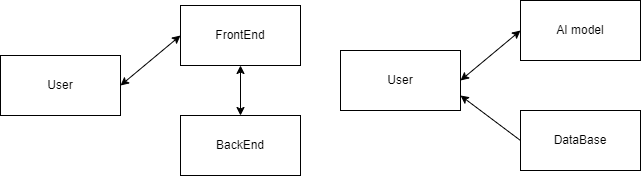 FrontEnd
User
BackEnd
AI model
User
DataBase